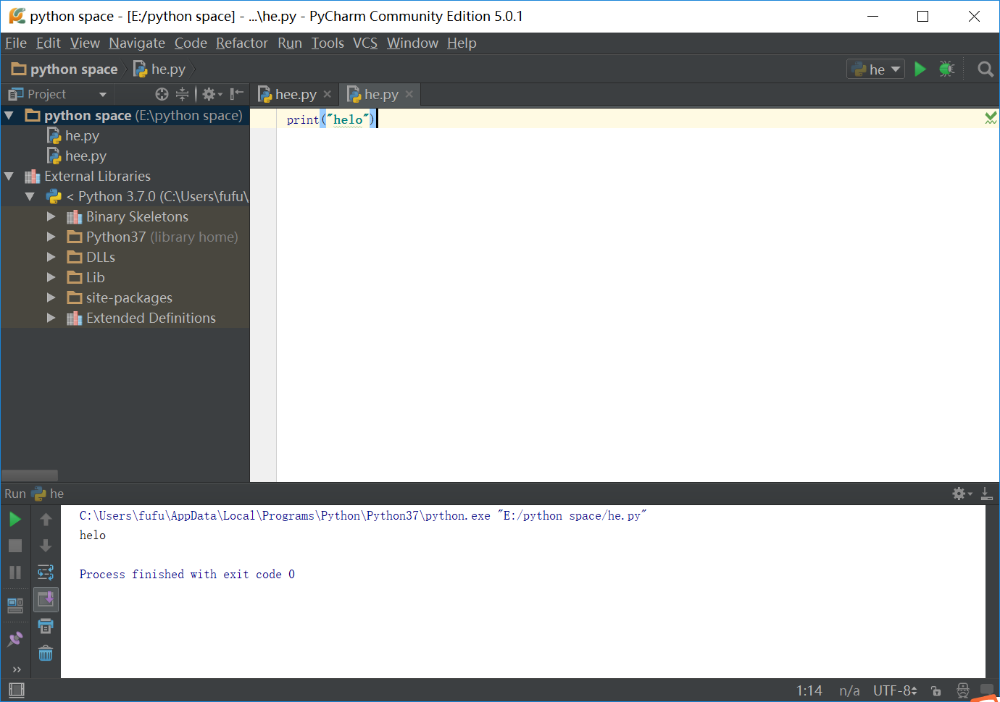 python space - [E:/python space] - ...\he.py - PyCharm Community Edition 5.0.1
File Edit View Navigate Code Refactor Run Tools VCS Window Help
python space he.py he
Project hee.py he.py
python space (E:\python space)
print("helo")
he.py
hee.py
External Libraries
< Python 3.7.0 (C:\Users\fufu\
Binary Skeletons
Python37 (library home)
DLLs
Lib
site-packages
Extended Definitions
Run he
C:\Users\fufu\AppData\Local\Programs\Python\Python37\python.exe "E:/python space/he.py"
helo
Process finished with exit code 0
1:14 n/a UTF-8